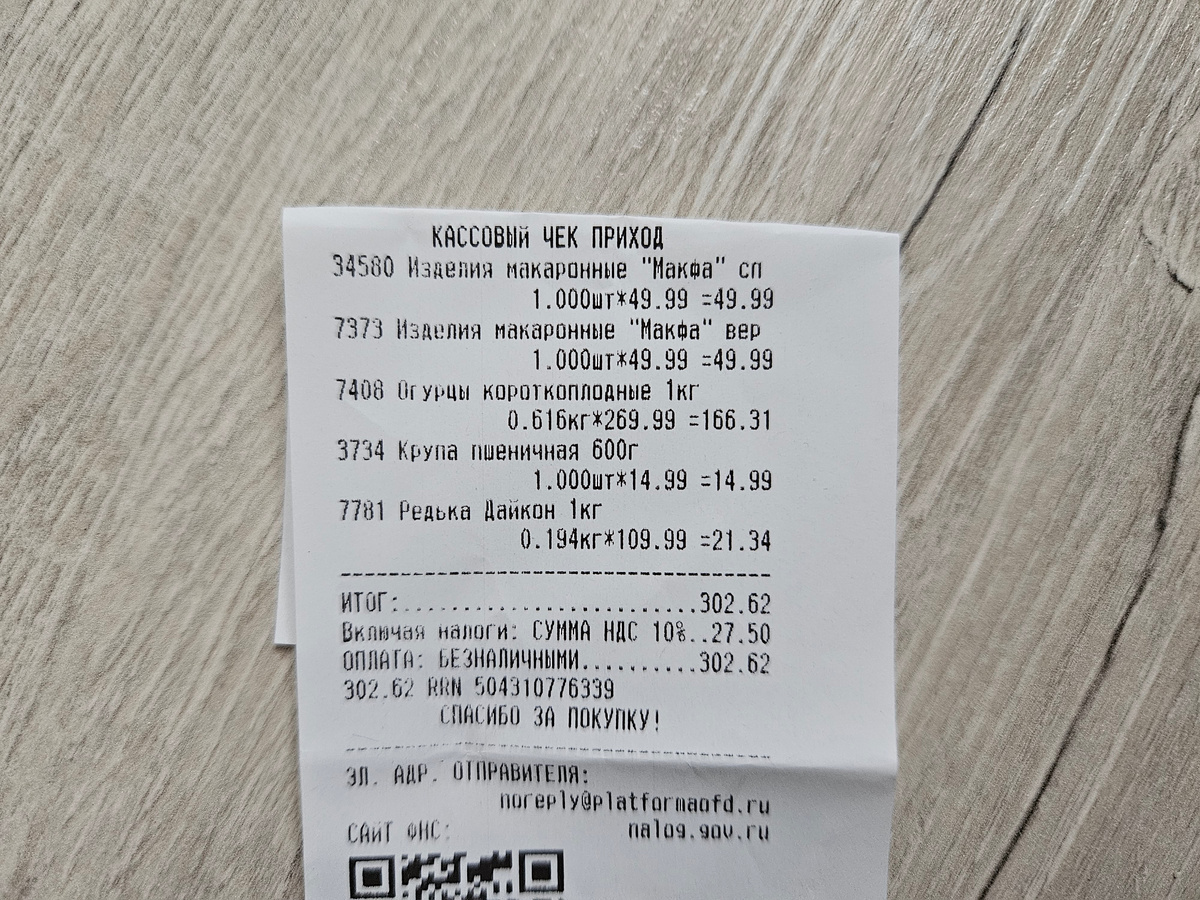 КАССОВЫЙ ЧЕК ПРИХОД
34580 Изделия макаронные "Макфа" сп
1.000шт*49.99 =49.99
7373 Изделия макаронные "Макфа" вер
1.000шт*49.99 =49.99
7408 Огурцы короткоплодные 1кг
0.616кг*269.99 =166.31
3734 Крупа пшеничная 600г
1.000шт*14.99 =14.99
7781 Редька Дайкон 1кг
0.194кг*109.99 =21.34
ИТОГ:........................302.62
Включая налоги: СУММА НДС 10%..27.50
ОПЛАТА: БЕЗНАЛИЧНЫМИ..........302.62
302.62 RRN 504310776339
СПАСИБО ЗА ПОКУПКУ!
ЭЛ. АДР. ОТПРАВИТЕЛЯ:
noreply@platformaofd.ru
САЙТ ФНС: nalog.gov.ru